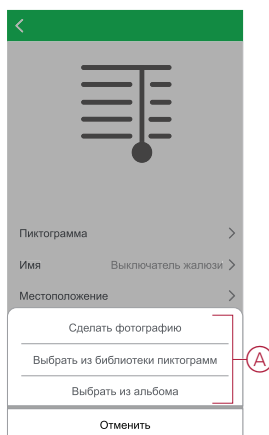 Пиктограмма
Имя Выключатель жалюзи
Местоположение
Сделать фотографию
Выбрать из библиотеки пиктограмм
A
Выбрать из альбома
Отменить